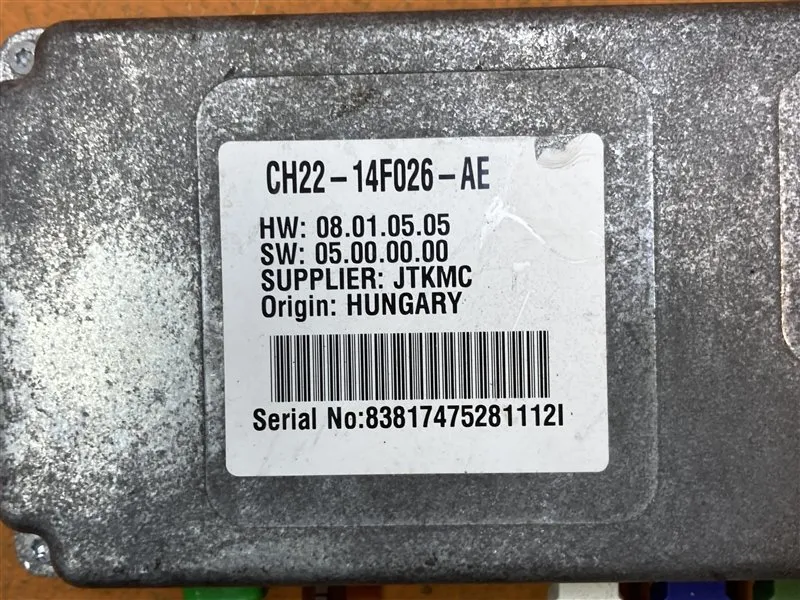 CH22-14F026-AE
HW: 08.01.05.05
SW: 05.00.00.00
SUPPLIER: JTKMC
Origin: HUNGARY
Serial No:83817475281112I